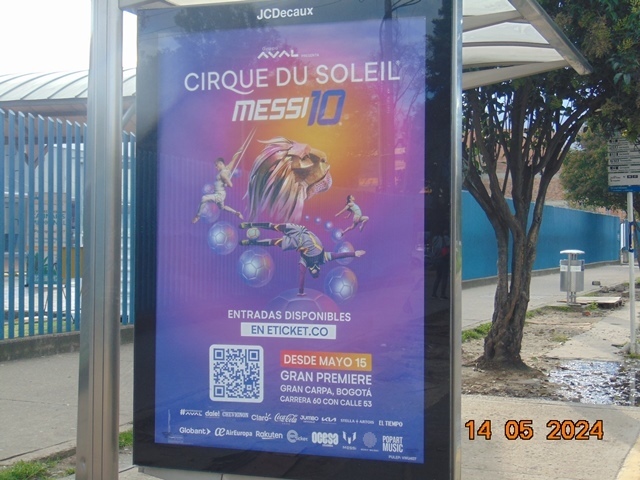 JCDecaux
AVAL
CIRQUE DU SOLEIL
MESSI10
ENTRADAS DISPONIBLES
EN ETICKET.CO
DESDE MAYO 15
GRAN PREMIERE
GRAN CARPA, BOGOTÁ
CARRERA 60 CON CALLE 53
AVAL Claro Coca-Cola JUMBO KIA EL TIEMPO
Globant AirEuropa Rakuten OCESA MESSI POPART MUSIC
14 05 2024